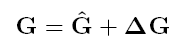 G = Ĝ + ΔG